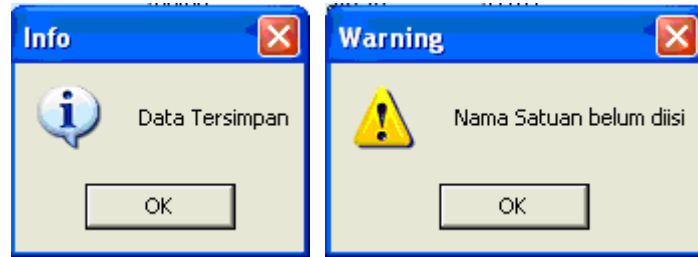 Info
Data Tersimpan
OK
Warning
Nama Satuan belum diisi
OK